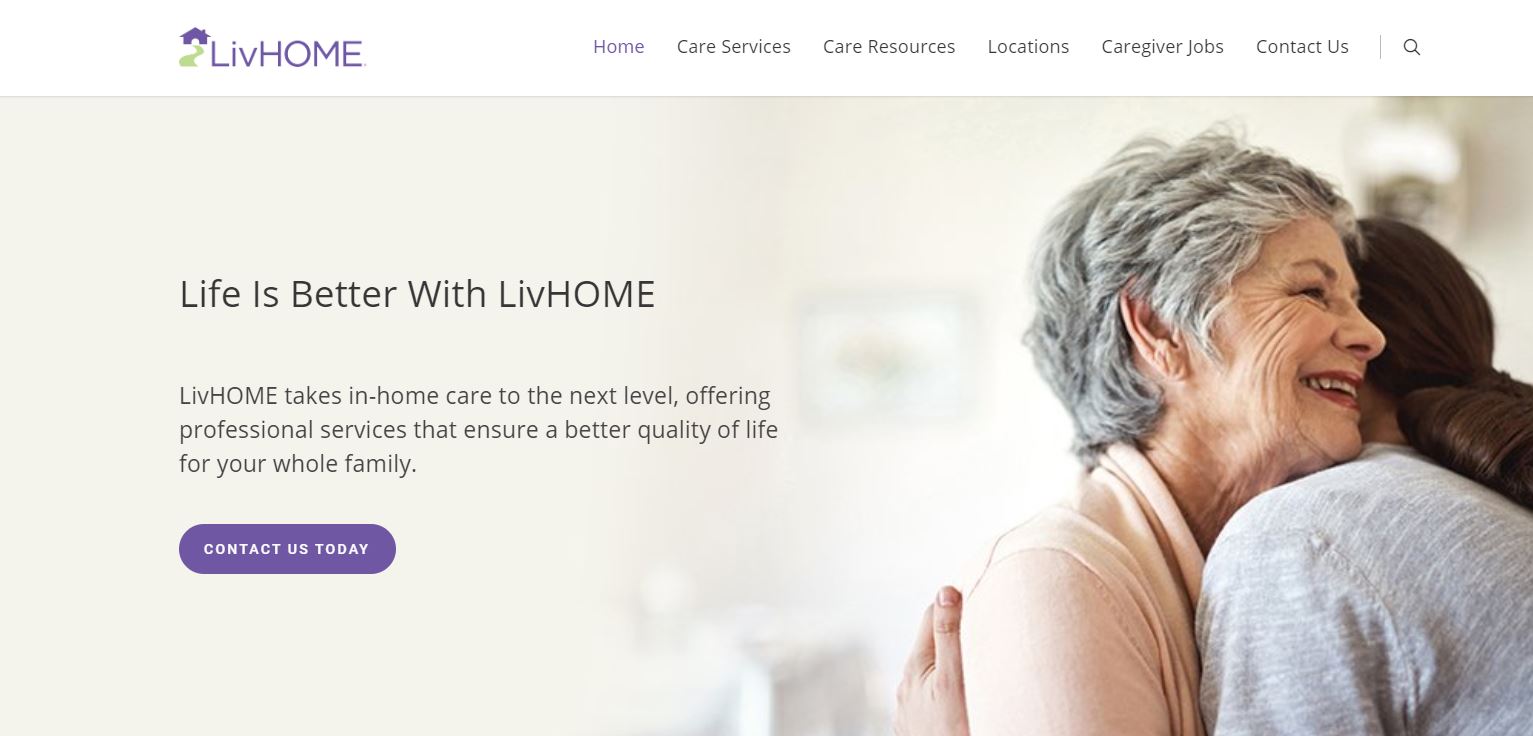 LivHOME
Home Care Services Care Resources Locations Caregiver Jobs Contact Us
Life Is Better With LivHOME
LivHOME takes in-home care to the next level, offering
professional services that ensure a better quality of life
for your whole family.
CONTACT US TODAY